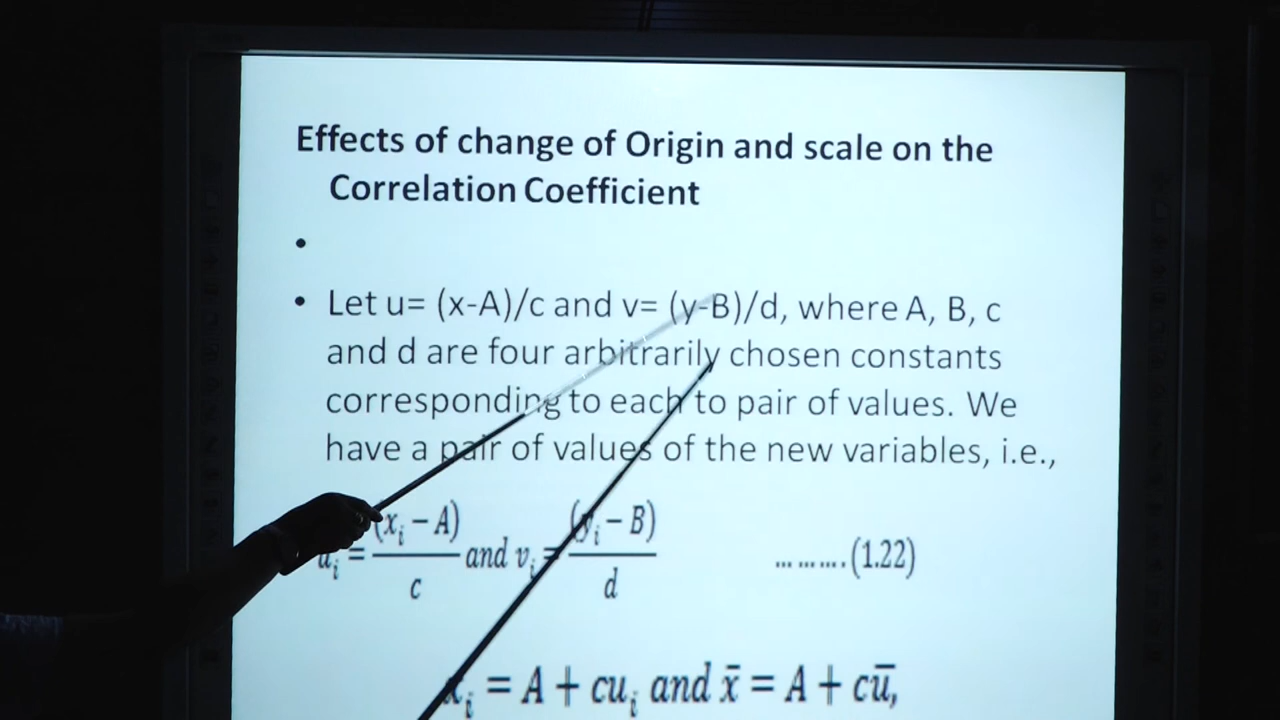 Effects of change of Origin and scale on the
Correlation Coefficient
•
• Let u= (x-A)/c and v= (y-B)/d, where A, B, c
and d are four arbitrarily chosen constants
corresponding to each to pair of values. We
have a pair of values of the new variables, i.e.,
uᵢ = (xᵢ − A)/c and vᵢ = (yᵢ − B)/d ... ... ... .(1.22)
xᵢ = A + cuᵢ and x̄ = A + cū,